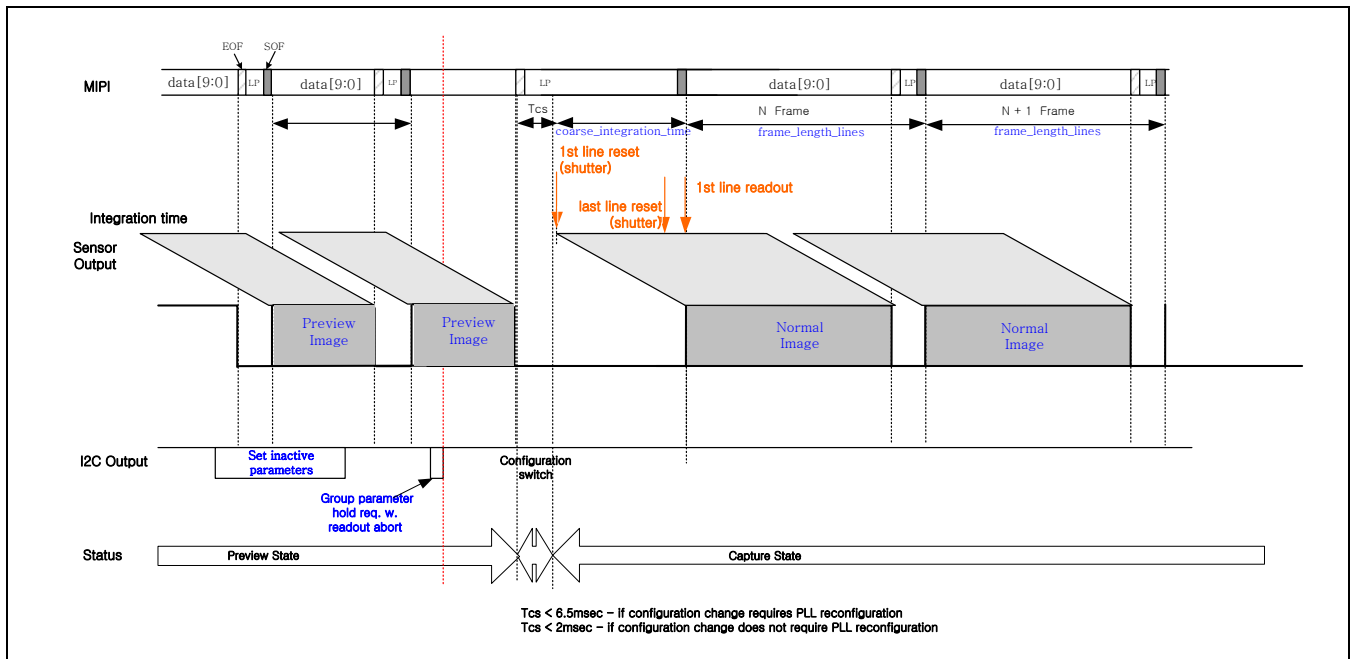 EOF SOF
MIPI
data[9:0] LP data[9:0] LP LP data[9:0] LP data[9:0] LP
Tcs
N Frame
N + 1 Frame
coarse_integration_time
frame_length_lines
frame_length_lines
1st line reset
(shutter)
1st line readout
last line reset
(shutter)
Integration time
Sensor
Output
Preview
Image
Preview
Image
Normal
Image
Normal
Image
I2C Output
Set inactive
parameters
Configuration
switch
Group parameter
hold req. w.
readout abort
Status
Preview State
Capture State
Tcs < 6.5msec – if configuration change requires PLL reconfiguration
Tcs < 2msec – if configuration change does not require PLL reconfiguration